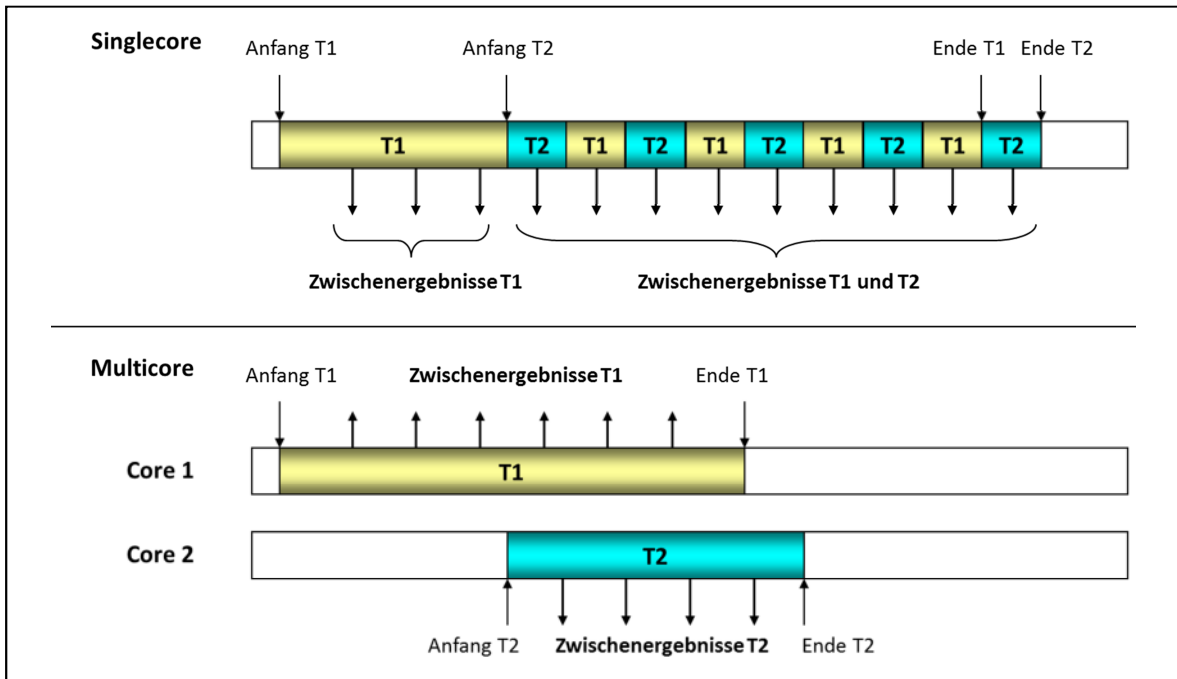 Singlecore
Anfang T1 Anfang T2 Ende T1 Ende T2
T1 T2 T1 T2 T1 T2 T1 T2 T1 T2
Zwischenergebnisse T1 Zwischenergebnisse T1 und T2
Multicore
Anfang T1 Zwischenergebnisse T1 Ende T1
Core 1 T1
Core 2 T2
Anfang T2 Zwischenergebnisse T2 Ende T2